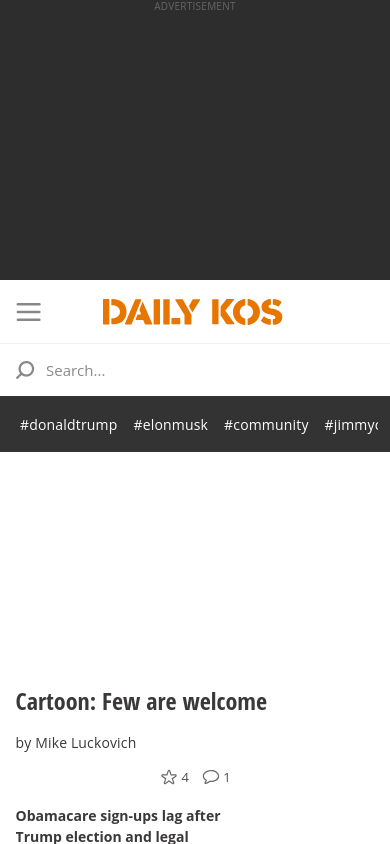 ADVERTISEMENT
DAILY KOS
Search...
#donaldtrump #elonmusk #community #jimmyc
Cartoon: Few are welcome
by Mike Luckovich
4 1
Obamacare sign-ups lag after
Trump election and legal